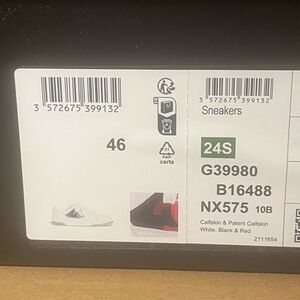 3 572675 399132
46
21
PAP
carta
3 572675 399132
Sneakers
24S
G39980
B16488
NX575 10B
Calfskin & Patent Calfskin
White, Black & Red
2111654